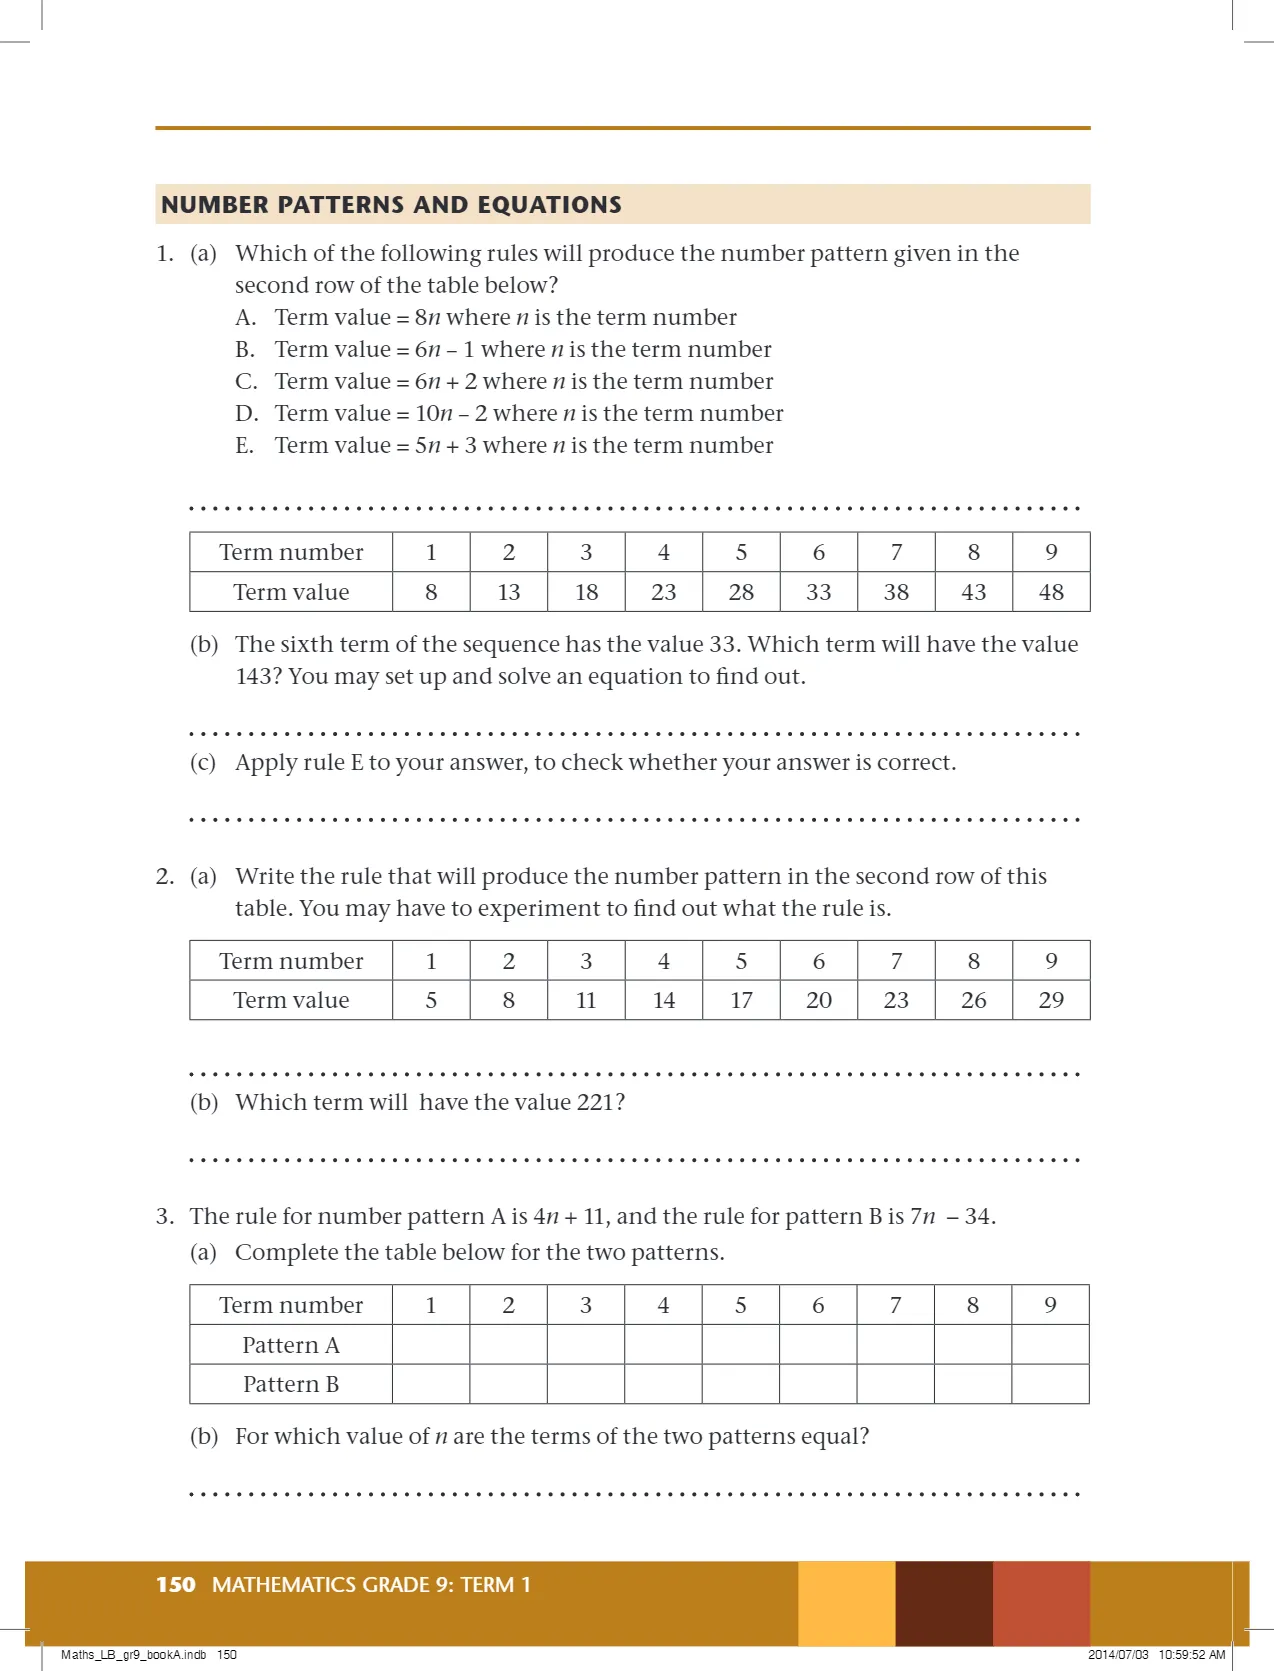 NUMBER PATTERNS AND EQUATIONS
1. (a) Which of the following rules will produce the number pattern given in the
second row of the table below?
A. Term value = 8n where n is the term number
B. Term value = 6n – 1 where n is the term number
C. Term value = 6n + 2 where n is the term number
D. Term value = 10n – 2 where n is the term number
E. Term value = 5n + 3 where n is the term number
Term number 1 2 3 4 5 6 7 8 9
Term value 8 13 18 23 28 33 38 43 48
(b) The sixth term of the sequence has the value 33. Which term will have the value
143? You may set up and solve an equation to find out.
(c) Apply rule E to your answer, to check whether your answer is correct.
2. (a) Write the rule that will produce the number pattern in the second row of this
table. You may have to experiment to find out what the rule is.
Term number 1 2 3 4 5 6 7 8 9
Term value 5 8 11 14 17 20 23 26 29
(b) Which term will have the value 221?
3. The rule for number pattern A is 4n + 11, and the rule for pattern B is 7n – 34.
(a) Complete the table below for the two patterns.
Term number 1 2 3 4 5 6 7 8 9
Pattern A
Pattern B
(b) For which value of n are the terms of the two patterns equal?
150 MATHEMATICS GRADE 9: TERM 1
Maths_LB_gr9_bookA.indb 150
2014/07/03 10:59:52 AM